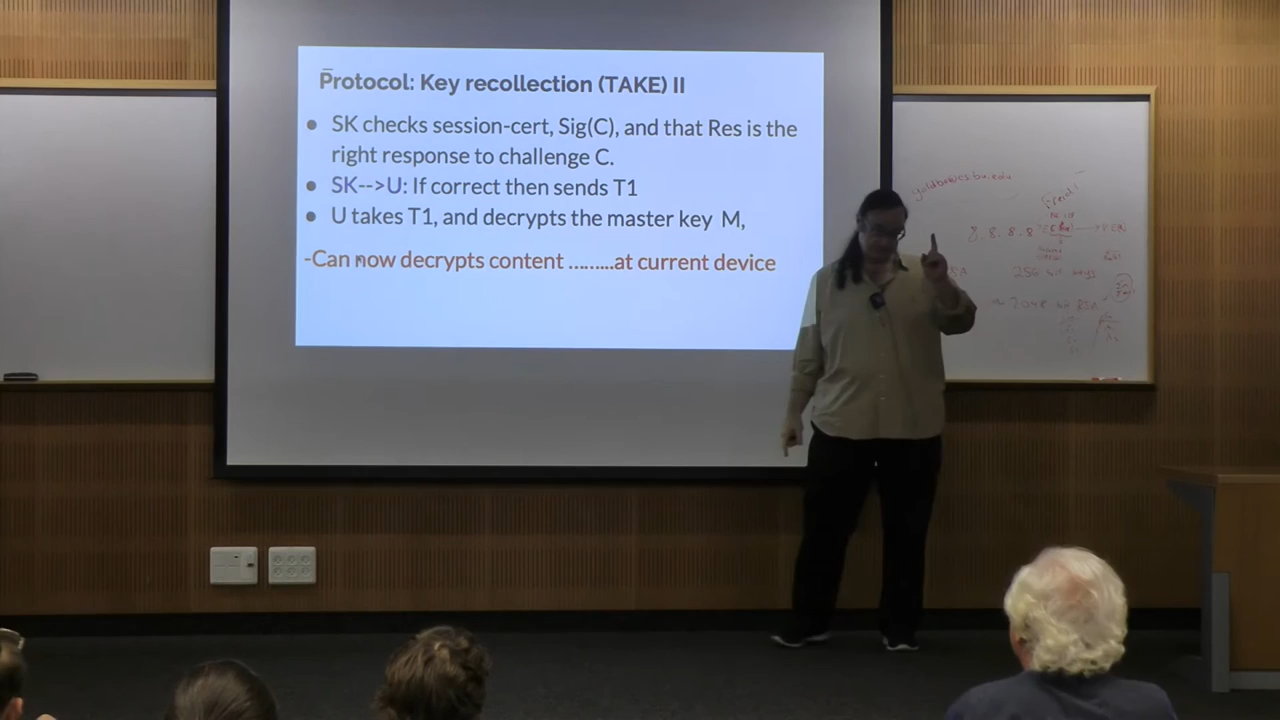 Protocol: Key recollection (TAKE) II
● SK checks session-cert, Sig(C), and that Res is the
right response to challenge C.
● SK-->U: If correct then sends T1
● U takes T1, and decrypts the master key M,
-Can now decrypts content .........at current device
8.8.8.8
256 bit
2048 bit RSA